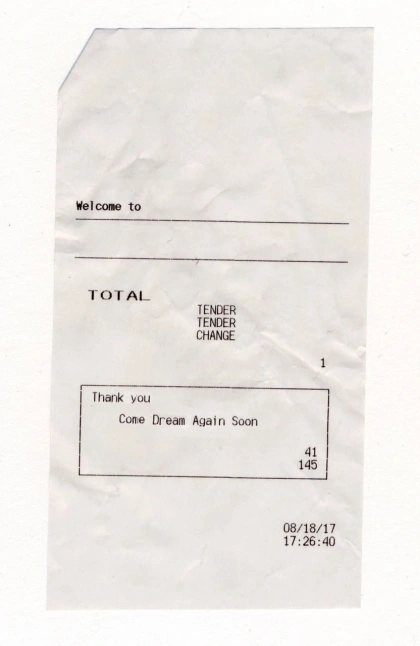 Welcome to
TOTAL
TENDER
TENDER
CHANGE
1
Thank you
Come Dream Again Soon
41
145
08/18/17
17:26:40